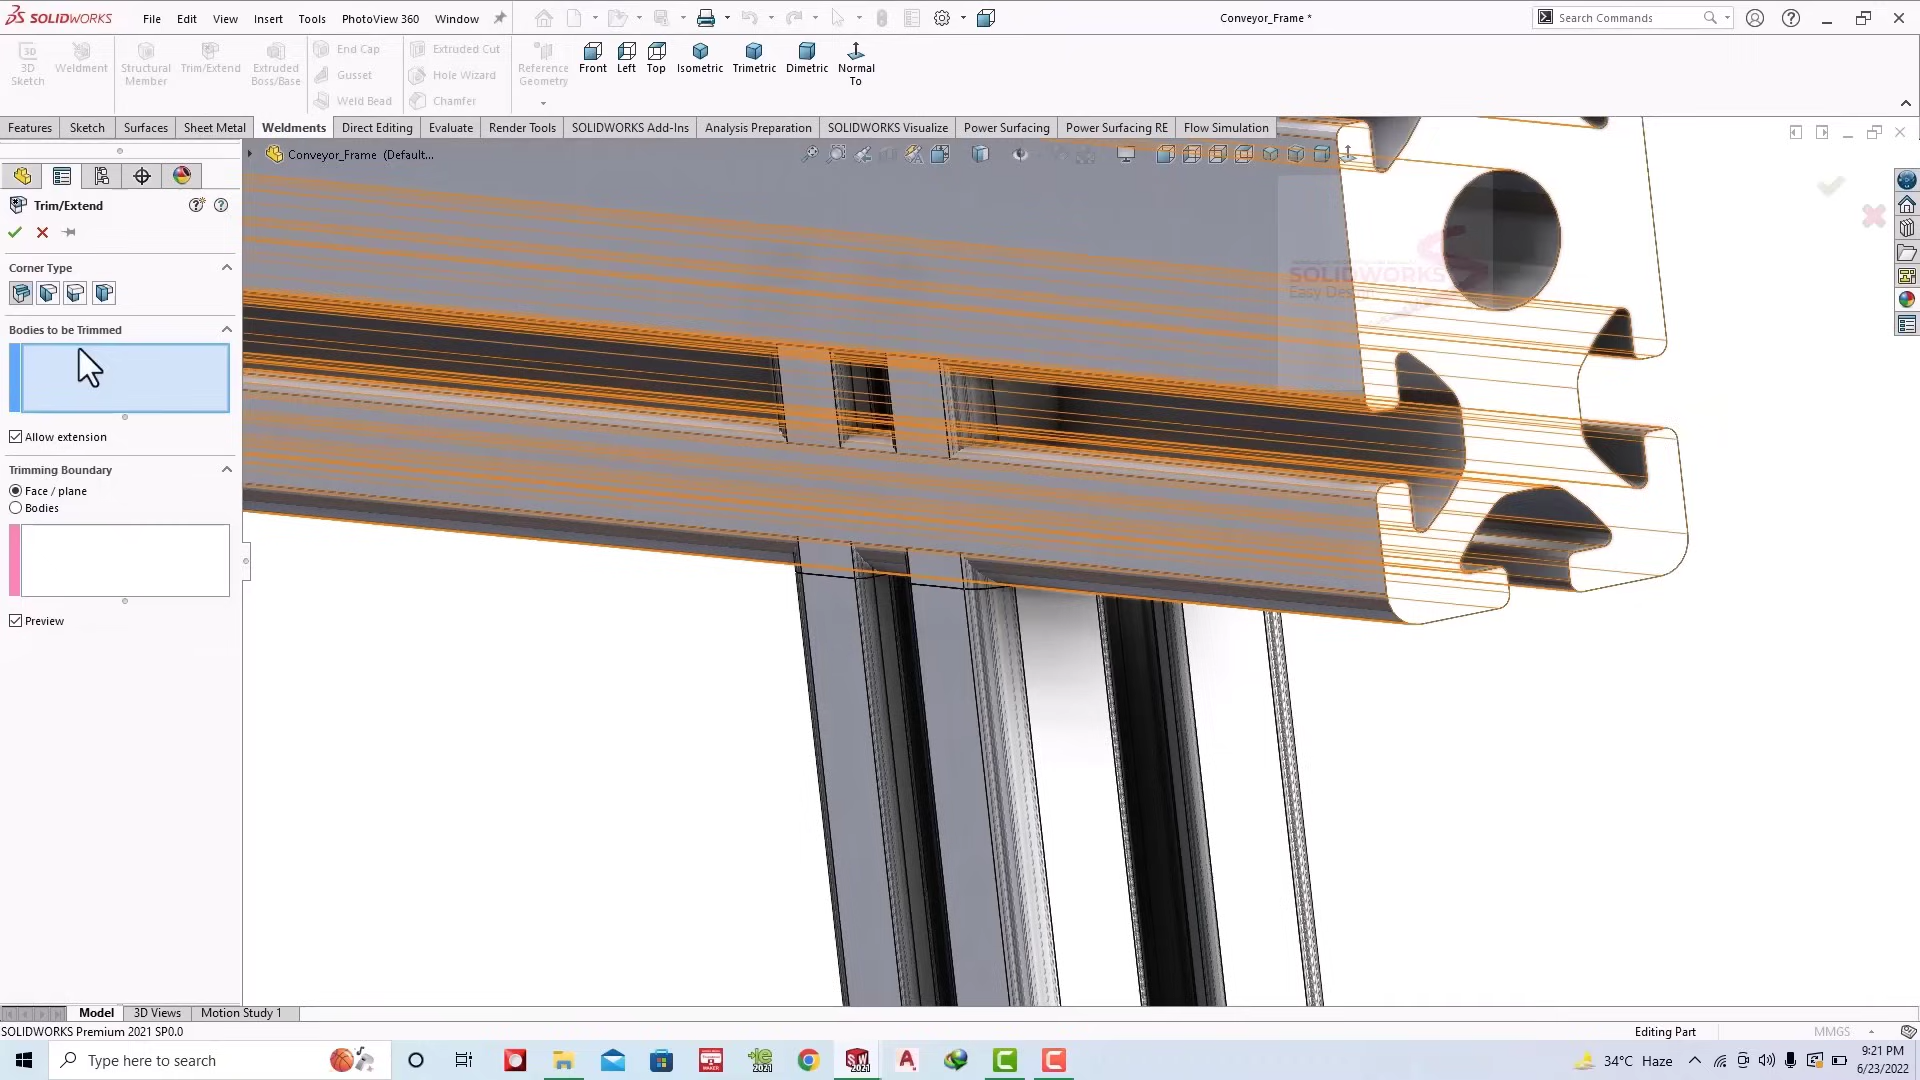 SOLIDWORKS
File Edit View Insert Tools PhotoView 360 Window
Conveyor_Frame *
Search Commands
3D Sketch
Weldment
Structural Member
Trim/Extend
Extruded Boss/Base
End Cap
Gusset
Weld Bead
Extruded Cut
Hole Wizard
Chamfer
Reference Geometry
Front
Left
Top
Isometric
Trimetric
Dimetric
Normal To
Features Sketch Surfaces Sheet Metal Weldments Direct Editing Evaluate Render Tools SOLIDWORKS Add-Ins Analysis Preparation SOLIDWORKS Visualize Power Surfacing Power Surfacing RE Flow Simulation
Conveyor_Frame (Default...
Trim/Extend
Corner Type
Bodies to be Trimmed
Allow extension
Trimming Boundary
Face / plane
Bodies
Preview
SOLIDWORKS
Easy Design
Model 3D Views Motion Study 1
SOLIDWORKS Premium 2021 SP0.0
Editing Part
MMGS
Type here to search
34°C Haze
9:21 PM
6/23/2022